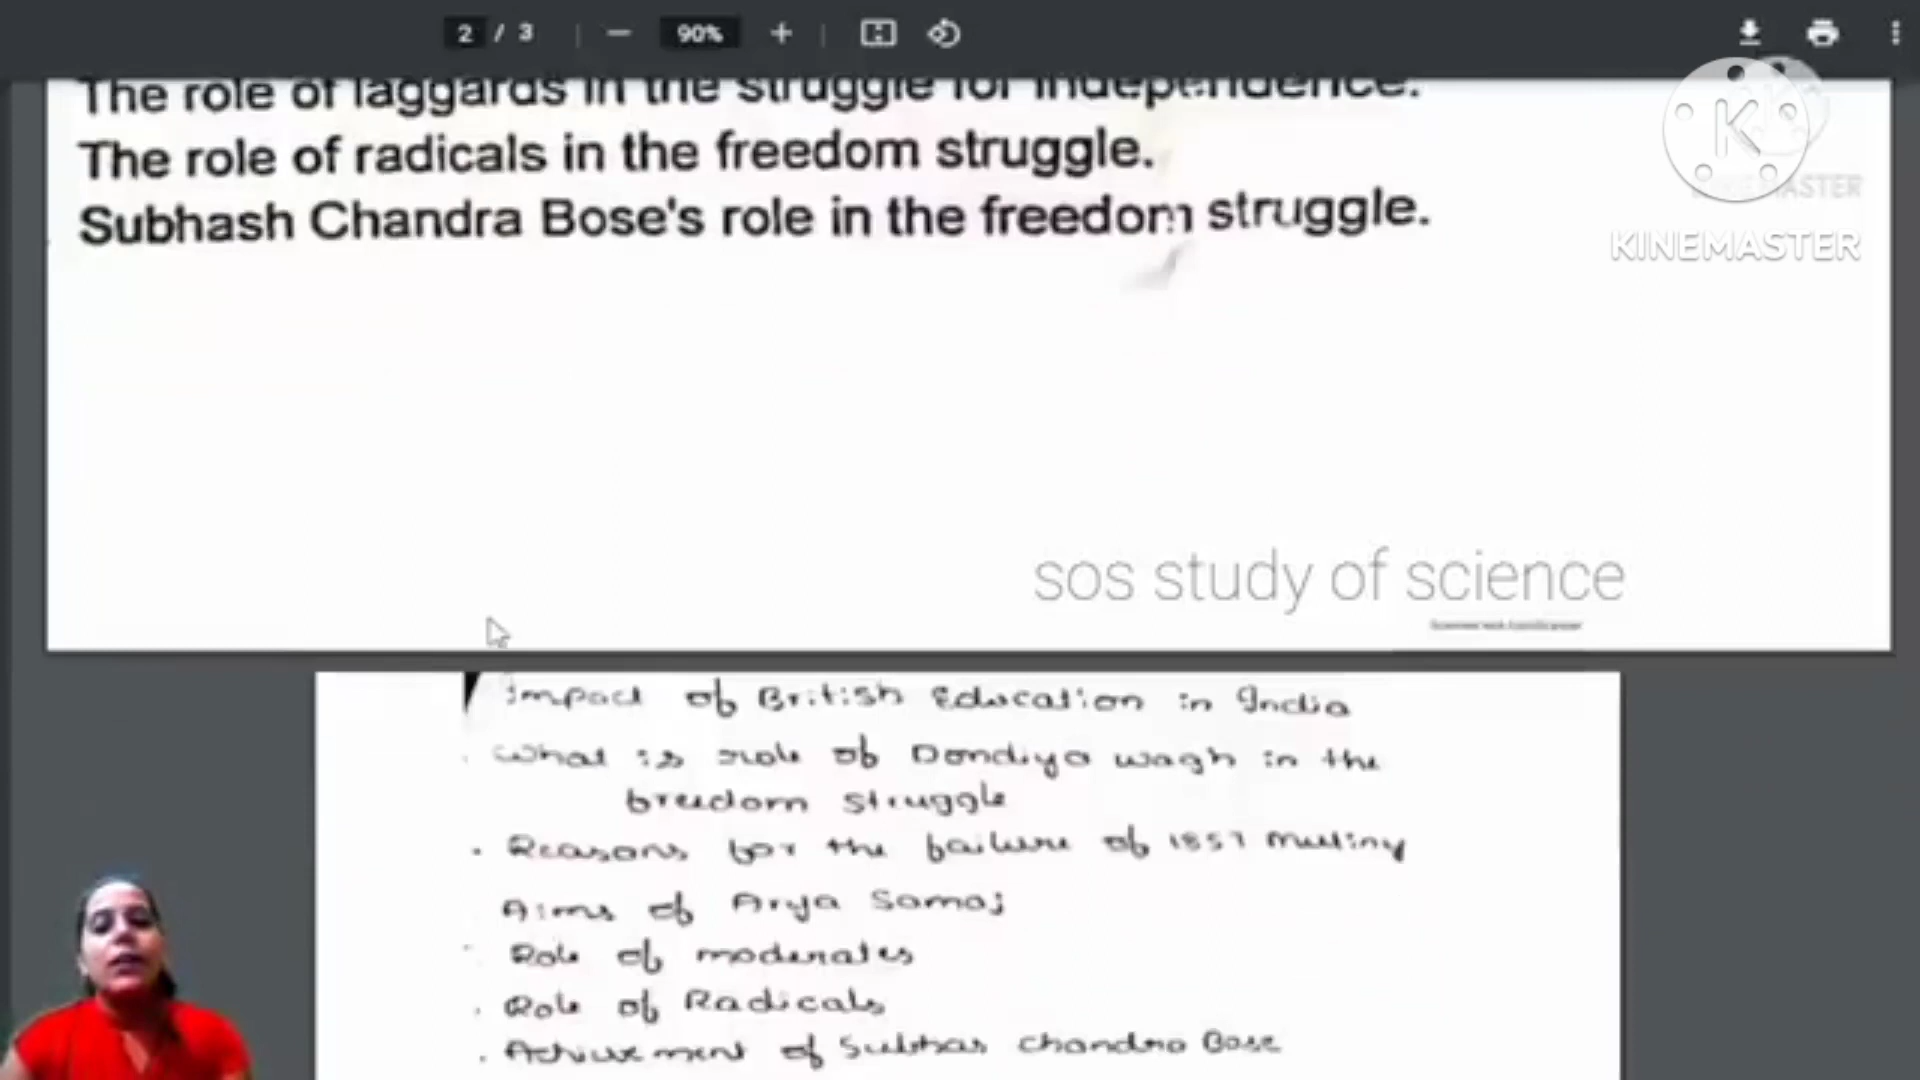 2 / 3
90%
The role of laggards in the struggle for independence.
The role of radicals in the freedom struggle.
Subhash Chandra Bose's role in the freedom struggle.
K
KINEMASTER
sos study of science
Impact of British Education in India
What is role of Dondiya wagh in the
freedom struggle
Reasons for the failure of 1857 Mutiny
Aims of Arya Samaj
Role of moderates
Role of Radicals
Achivement of Subhas Chandra Bose